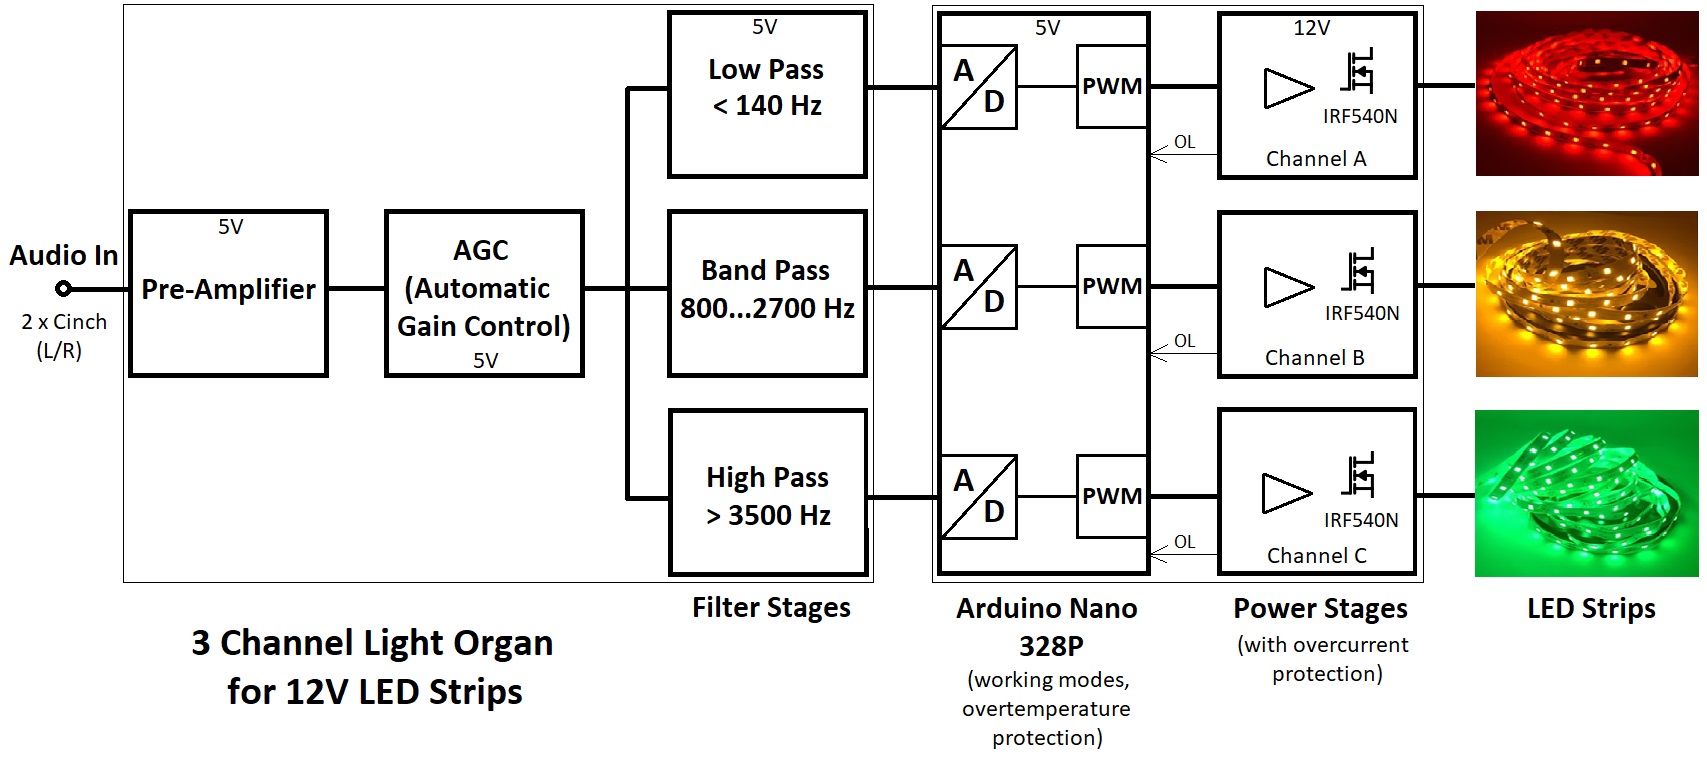 Audio In
2 x Cinch
(L/R)
5V
Pre-Amplifier
AGC
(Automatic
Gain Control)
5V
5V
Low Pass
< 140 Hz
Band Pass
800...2700 Hz
High Pass
> 3500 Hz
Filter Stages
5V
A
D
PWM
OL
A
D
PWM
OL
A
D
PWM
OL
Arduino Nano
328P
(working modes,
overtemperature
protection)
12V
IRF540N
Channel A
IRF540N
Channel B
IRF540N
Channel C
Power Stages
(with overcurrent
protection)
LED Strips
3 Channel Light Organ
for 12V LED Strips